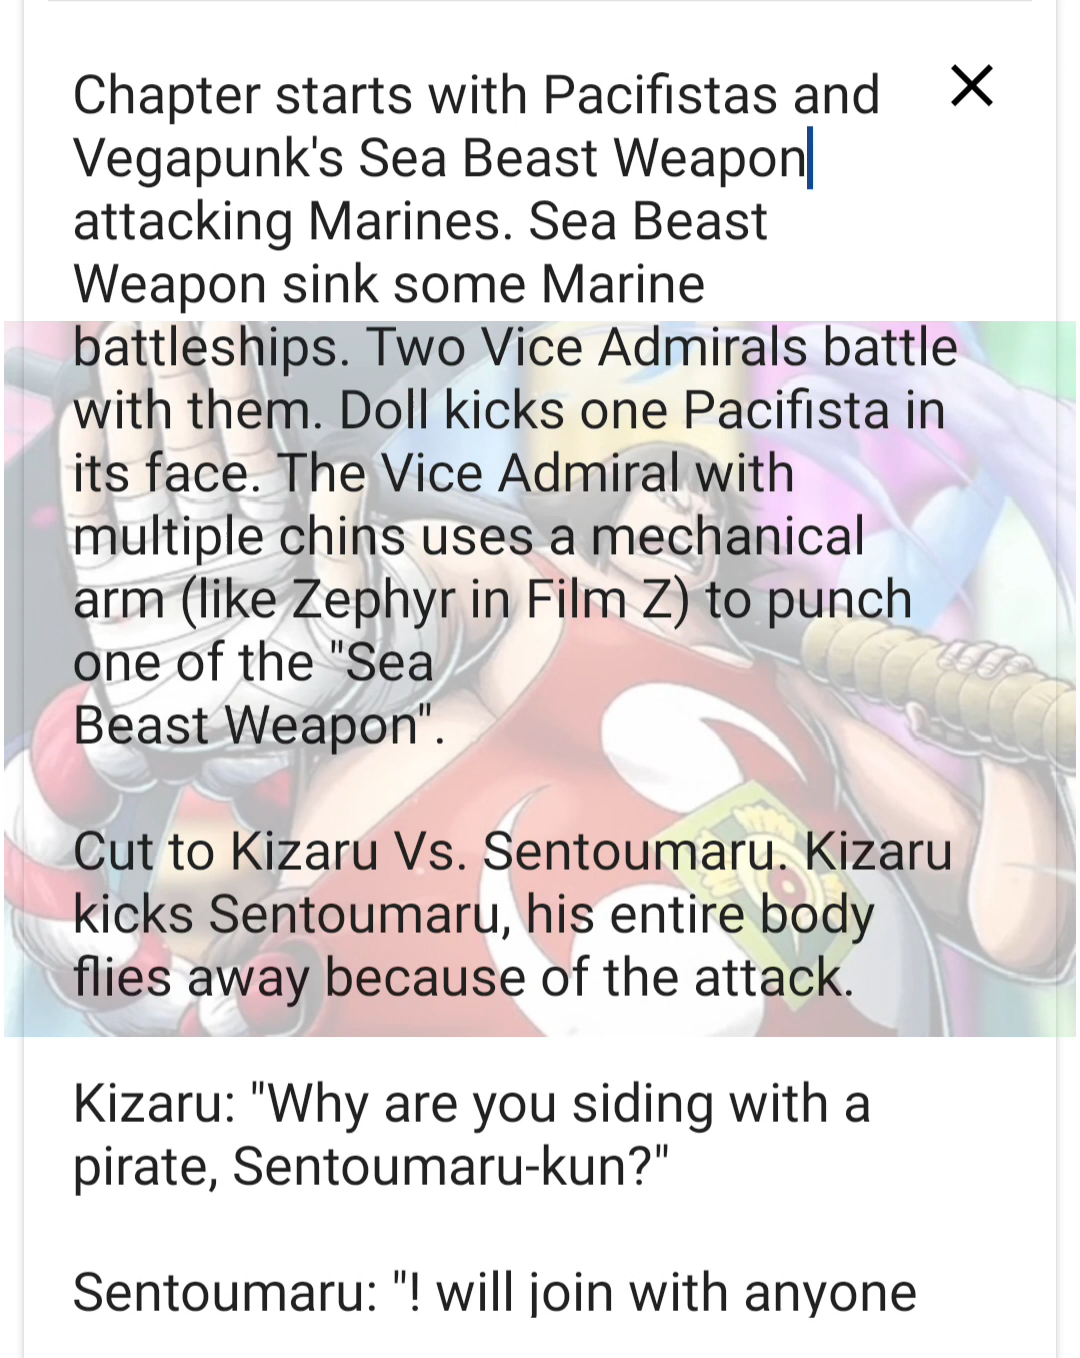 Chapter starts with Pacifistas and
Vegapunk's Sea Beast Weapon
attacking Marines. Sea Beast
Weapon sink some Marine
battleships. Two Vice Admirals battle
with them. Doll kicks one Pacifista in
its face. The Vice Admiral with
multiple chins uses a mechanical
arm (like Zephyr in Film Z) to punch
one of the "Sea
Beast Weapon".
Cut to Kizaru Vs. Sentoumaru. Kizaru
kicks Sentoumaru, his entire body
flies away because of the attack.
Kizaru: "Why are you siding with a
pirate, Sentoumaru-kun?"
Sentoumaru: "! will join with anyone